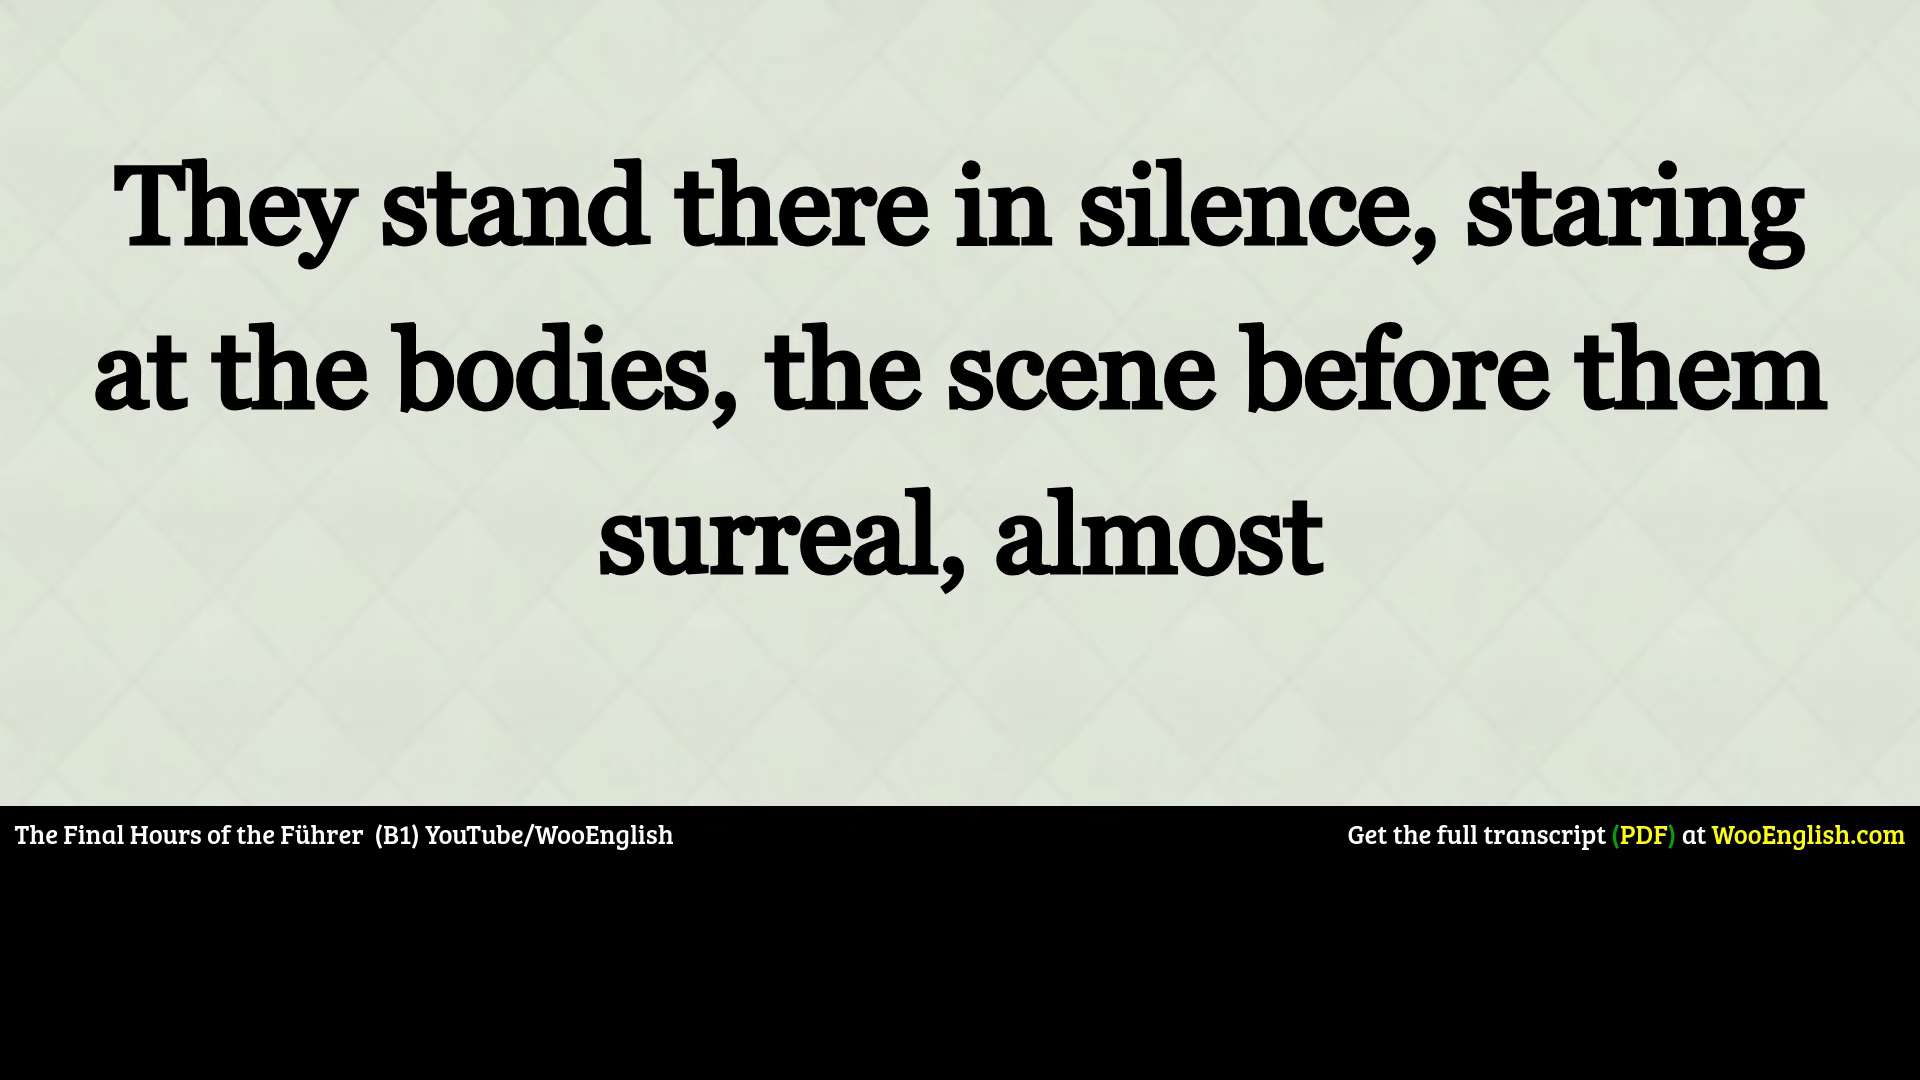 They stand there in silence, staring
at the bodies, the scene before them
surreal, almost
The Final Hours of the Führer (B1) YouTube/WooEnglish
Get the full transcript (PDF) at WooEnglish.com